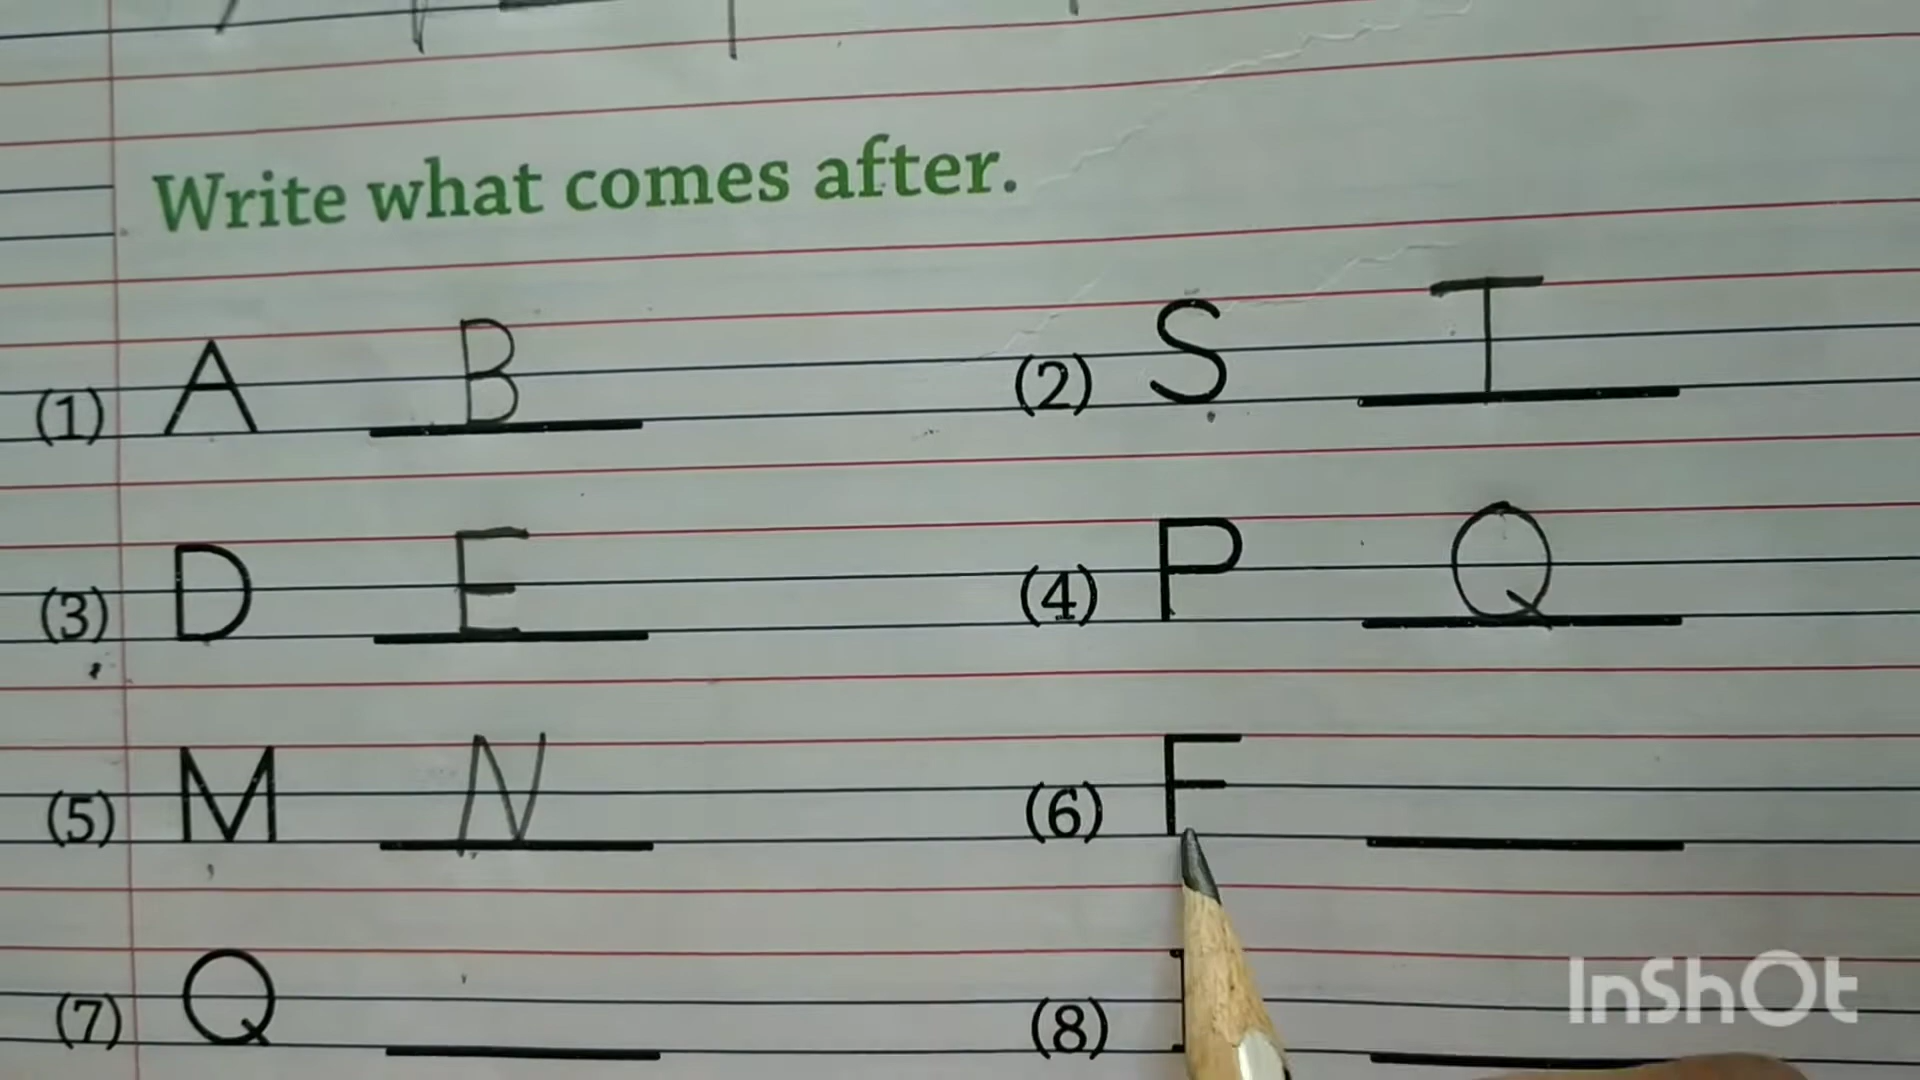 Write what comes after.
(1) A B (2) S T
(3) D E (4) P Q
(5) M N (6) F
(7) Q (8)
InShOt